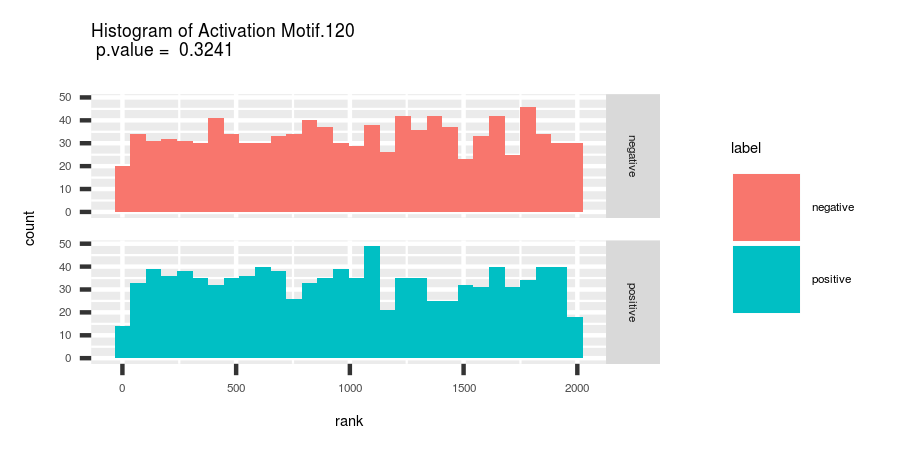 Histogram of Activation Motif.120
p.value =  0.3241
count
50
40
30
20
10
0
negative
50
40
30
20
10
0
positive
0 500 1000 1500 2000
rank
label
negative
positive